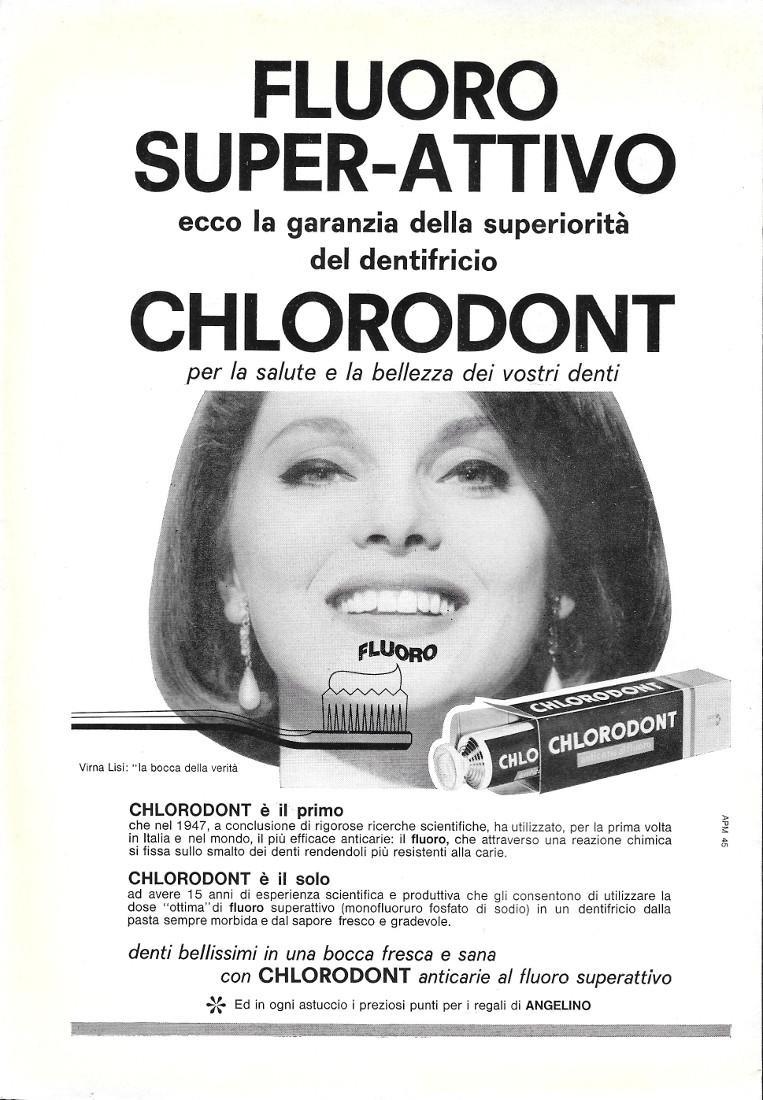 FLUORO
SUPER-ATTIVO
ecco la garanzia della superiorità
del dentifricio
CHLORODONT
per la salute e la bellezza dei vostri denti
FLUORO
CHLORODONT
CHLORODONT
anticarie al fluoro
CHLO
Virna Lisi: "la bocca della verità
CHLORODONT è il primo
che nel 1947, a conclusione di rigorose ricerche scientifiche, ha utilizzato, per la prima volta
in Italia e nel mondo, il più efficace anticarie: il fluoro, che attraverso una reazione chimica
si fissa sullo smalto dei denti rendendoli più resistenti alla carie.
APM 45
CHLORODONT è il solo
ad avere 15 anni di esperienza scientifica e produttiva che gli consentono di utilizzare la
dose "ottima" di fluoro superattivo (monofluoruro fosfato di sodio) in un dentifricio dalla
pasta sempre morbida e dal sapore fresco e gradevole.
denti bellissimi in una bocca fresca e sana
con CHLORODONT anticarie al fluoro superattivo
Ed in ogni astuccio i preziosi punti per i regali di ANGELINO